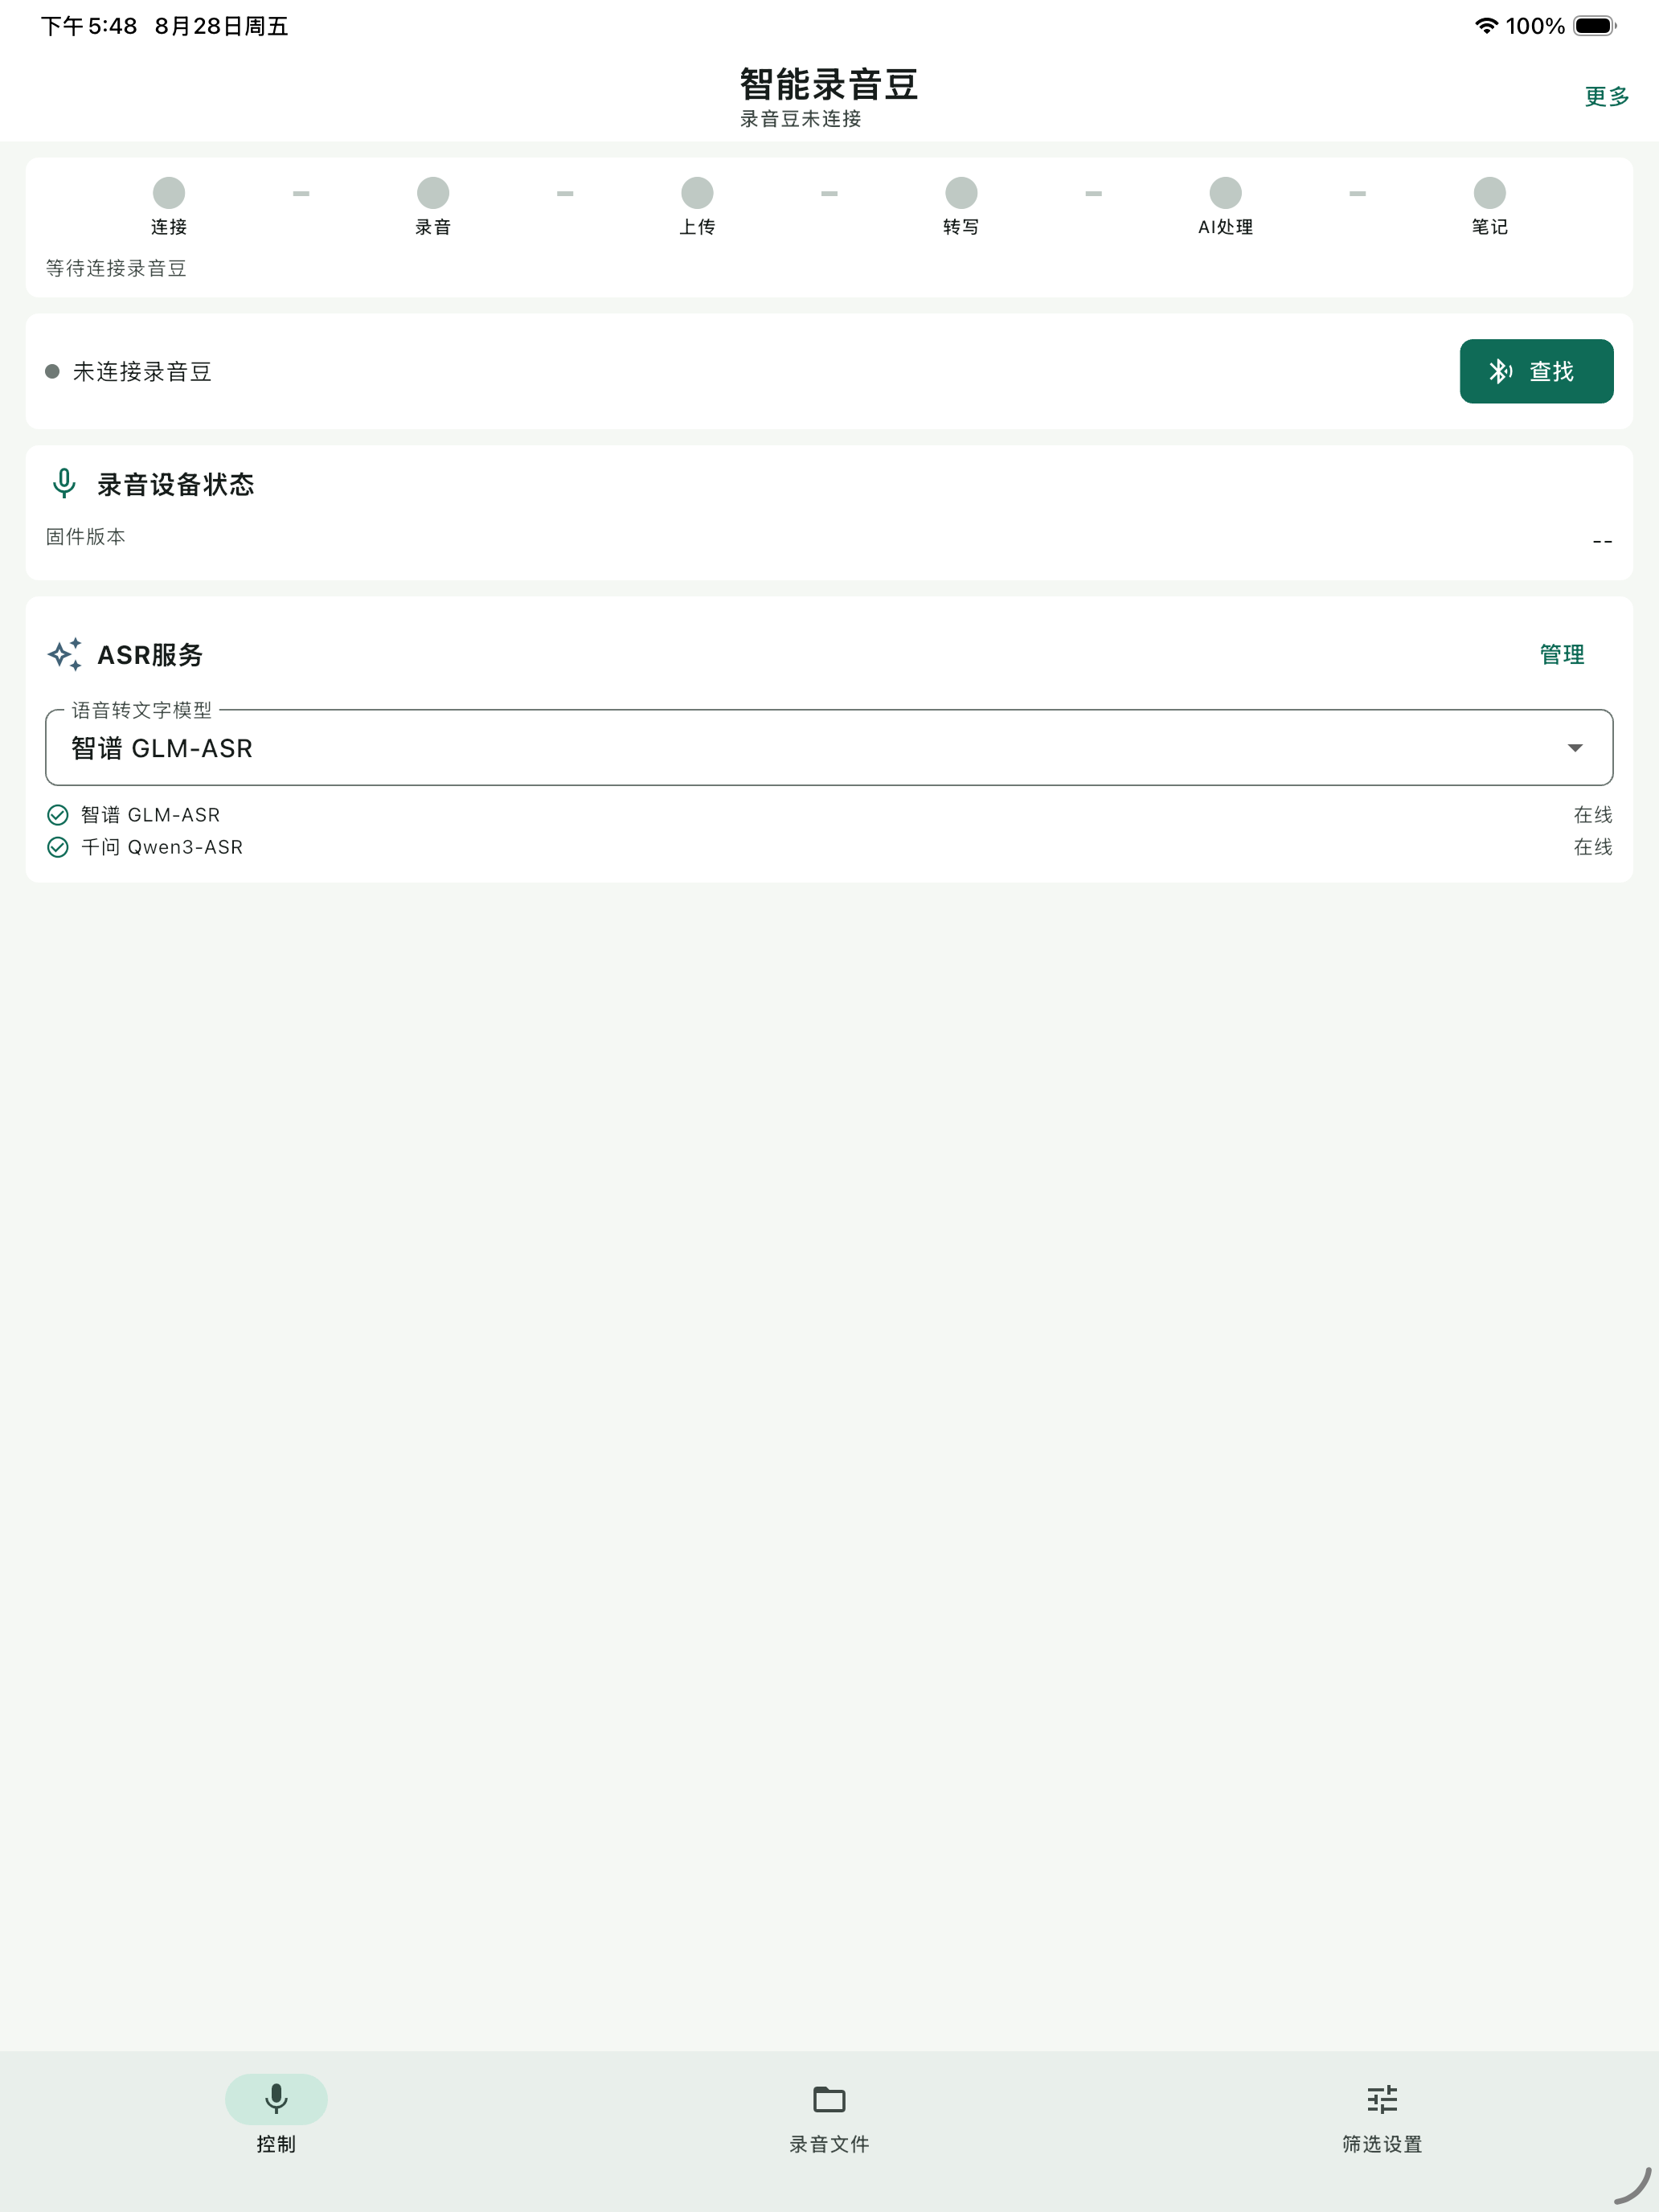 下午5:48 8月28日周五 100%
智能录音豆
录音豆未连接
更多
连接 录音 上传 转写 AI处理 笔记
等待连接录音豆
未连接录音豆 查找
录音设备状态
固件版本 --
ASR服务 管理
语音转文字模型
智谱 GLM-ASR
智谱 GLM-ASR 在线
千问 Qwen3-ASR 在线
控制 录音文件 筛选设置